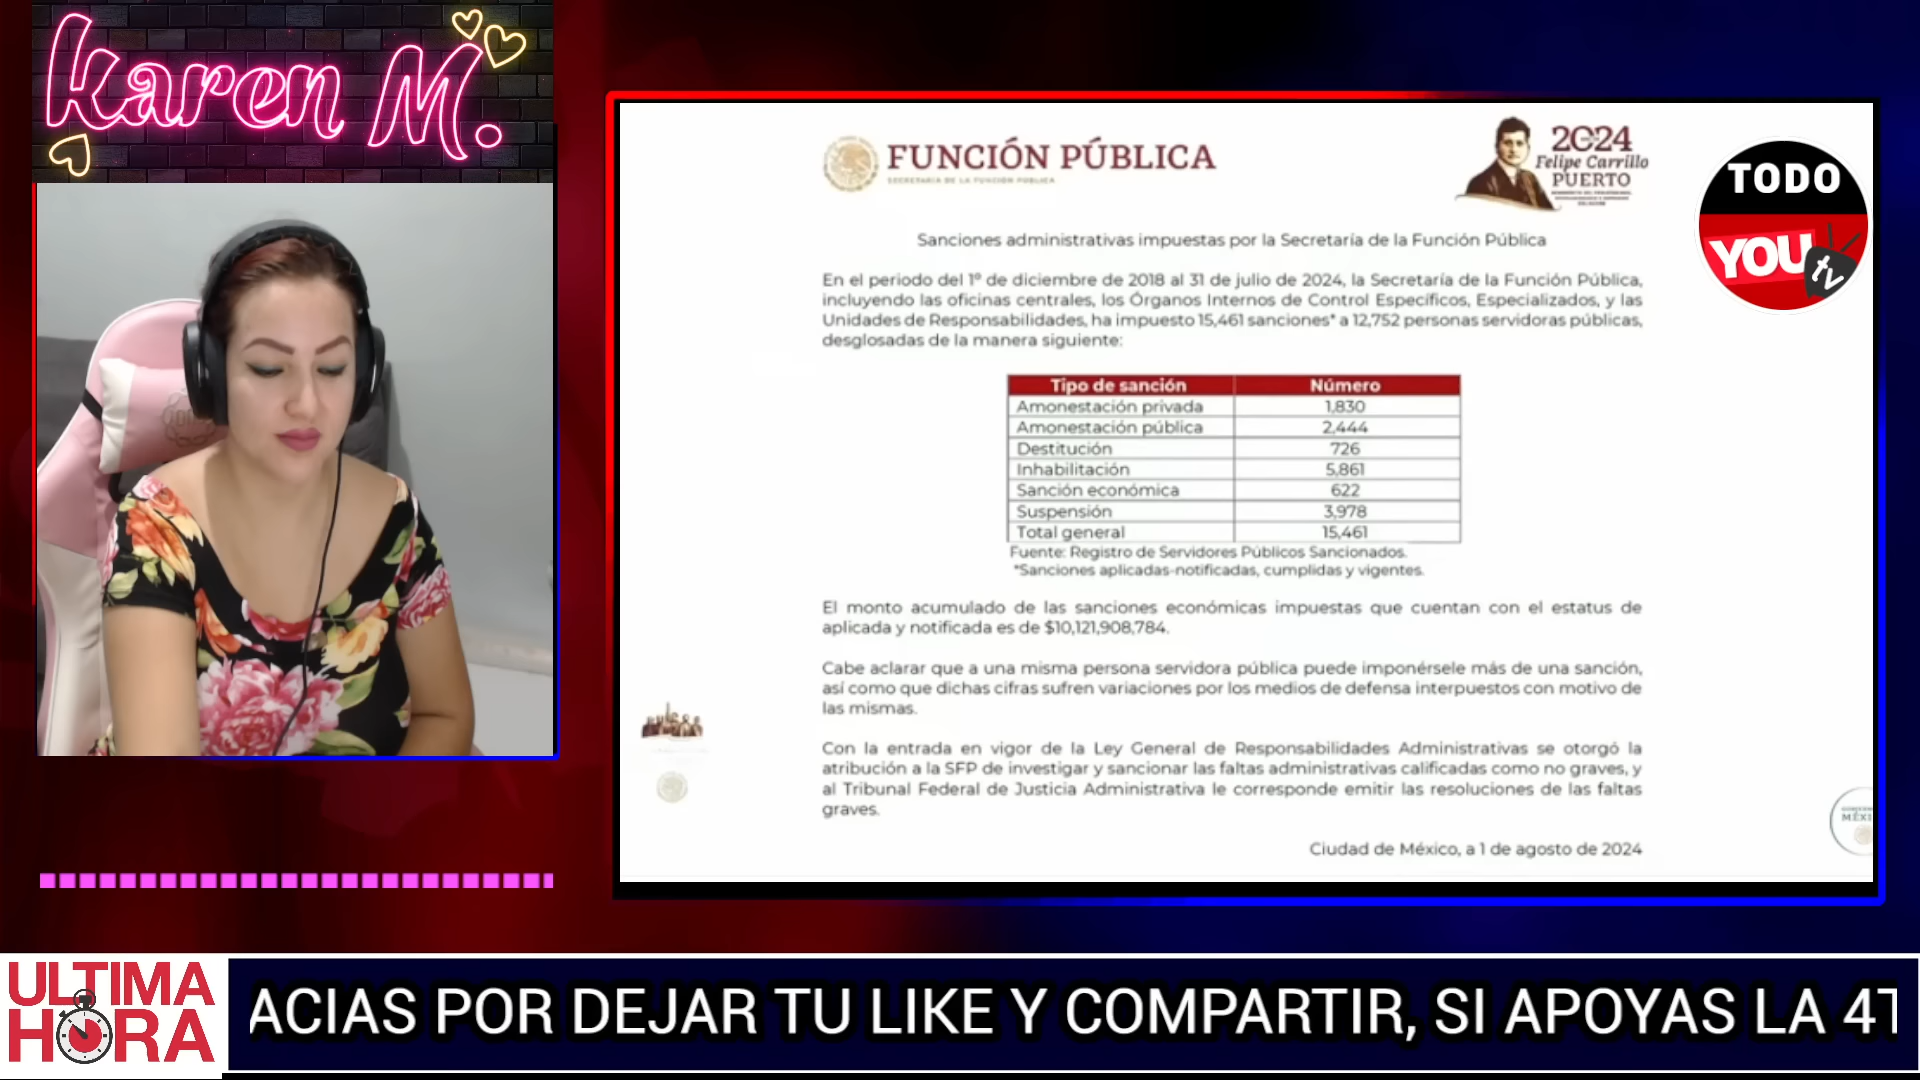 Karen M.
FUNCIÓN PÚBLICA
SECRETARÍA DE LA FUNCIÓN PÚBLICA
2024
Felipe Carrillo
PUERTO
TODO
YOU
tv
Sanciones administrativas impuestas por la Secretaría de la Función Pública
En el periodo del 1º de diciembre de 2018 al 31 de julio de 2024, la Secretaría de la Función Pública,
incluyendo las oficinas centrales, los Órganos Internos de Control Específicos, Especializados, y las
Unidades de Responsabilidades, ha impuesto 15,461 sanciones* a 12,752 personas servidoras públicas,
desglosadas de la manera siguiente:
Tipo de sanción Número
Amonestación privada 1,830
Amonestación pública 2,444
Destitución 726
Inhabilitación 5,861
Sanción económica 622
Suspensión 3,978
Total general 15,461
Fuente: Registro de Servidores Públicos Sancionados.
*Sanciones aplicadas-notificadas, cumplidas y vigentes.
El monto acumulado de las sanciones económicas impuestas que cuentan con el estatus de
aplicada y notificada es de $10,121,908,784.
Cabe aclarar que a una misma persona servidora pública puede imponérsele más de una sanción,
así como que dichas cifras sufren variaciones por los medios de defensa interpuestos con motivo de
las mismas.
Con la entrada en vigor de la Ley General de Responsabilidades Administrativas se otorgó la
atribución a la SFP de investigar y sancionar las faltas administrativas calificadas como no graves, y
al Tribunal Federal de Justicia Administrativa le corresponde emitir las resoluciones de las faltas
graves.
Ciudad de México, a 1 de agosto de 2024
ULTIMA
HORA
ACIAS POR DEJAR TU LIKE Y COMPARTIR, SI APOYAS LA 4T